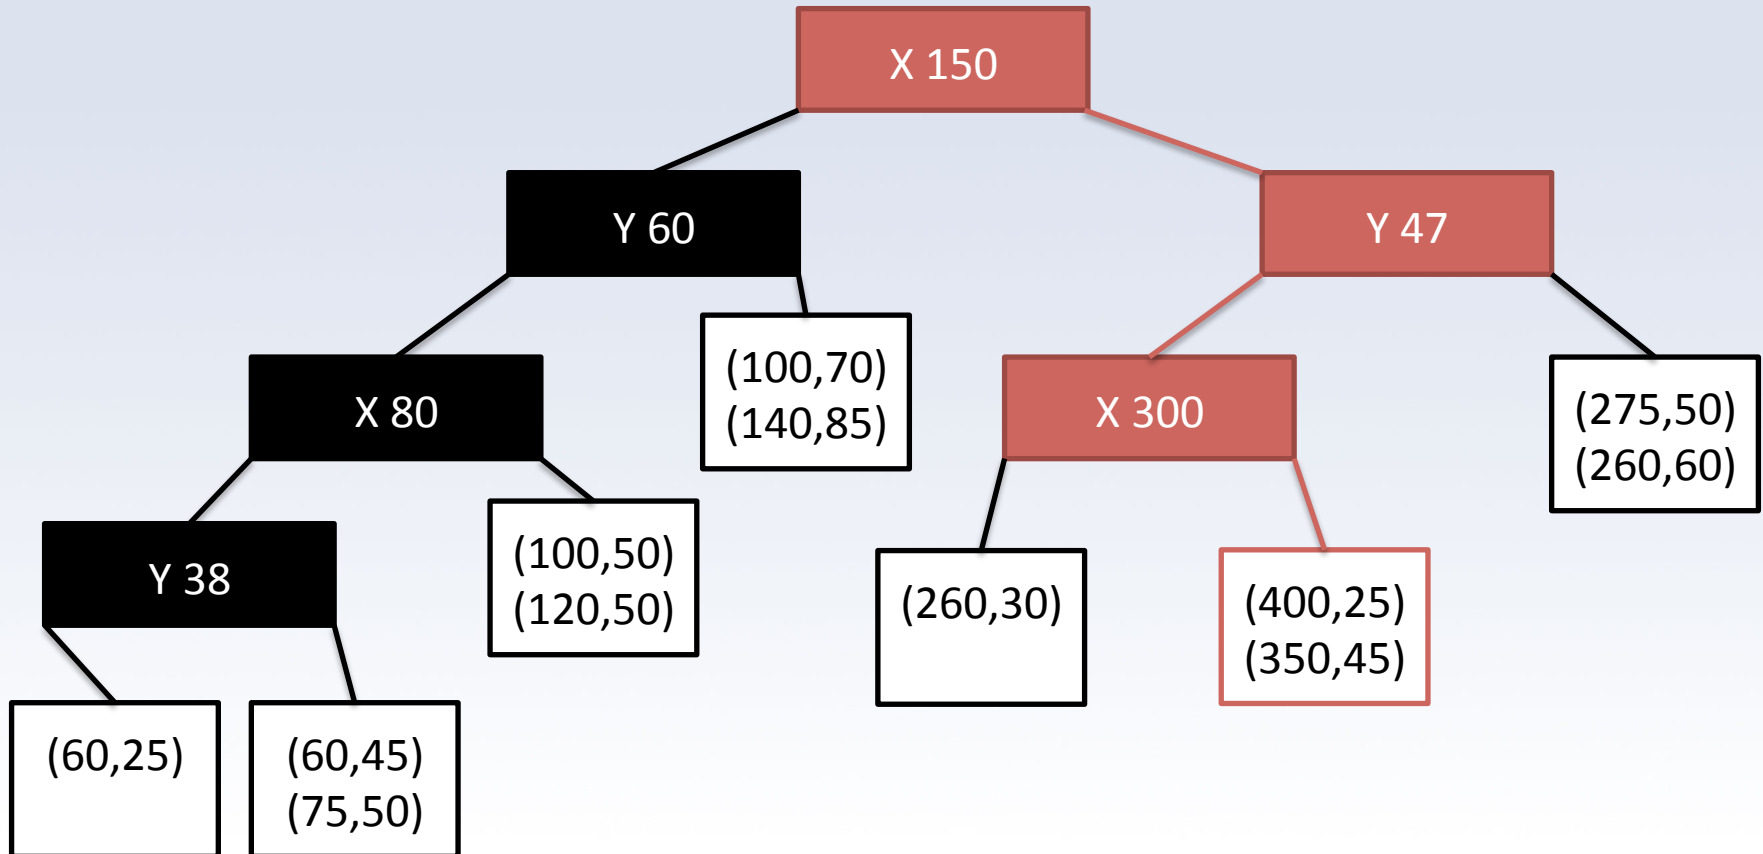 X 150
Y 60
Y 47
X 80
(100,70)
(140,85)
X 300
(275,50)
(260,60)
Y 38
(100,50)
(120,50)
(260,30)
(400,25)
(350,45)
(60,25)
(60,45)
(75,50)